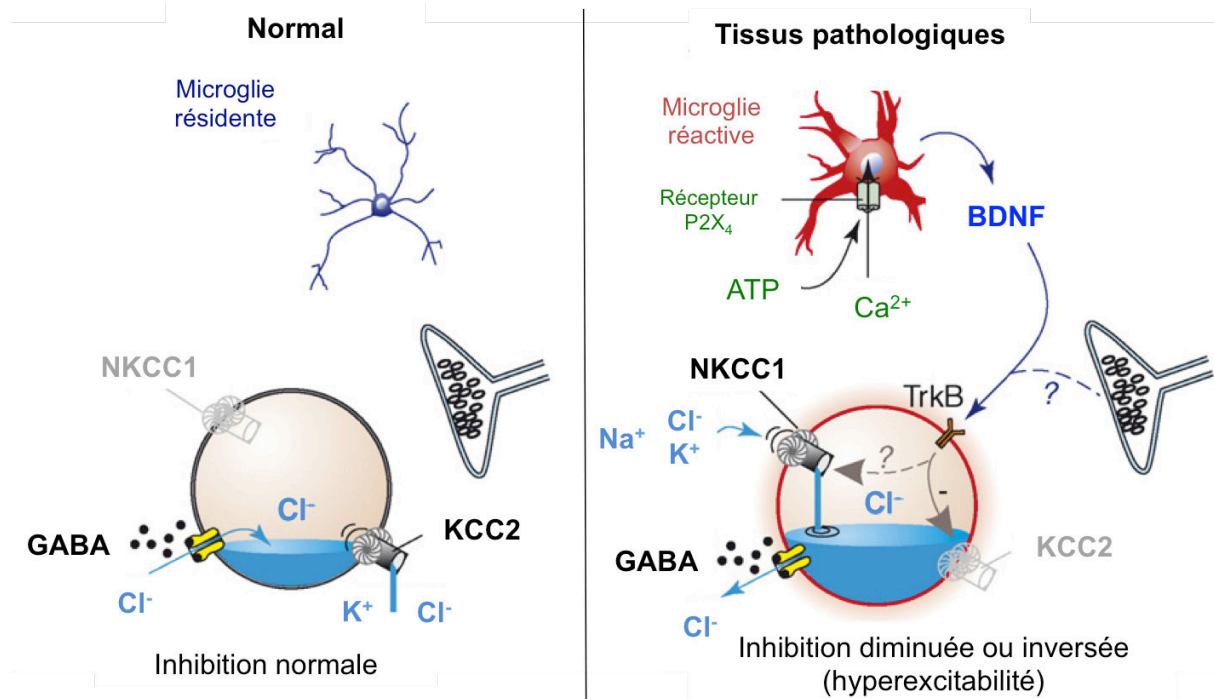 Normal
Microglie
résidente
NKCC1
Cl⁻
GABA
KCC2
Cl⁻
K⁺
Cl⁻
Inhibition normale
Tissus pathologiques
Microglie
réactive
Récepteur
P2X₄
BDNF
ATP
Ca²⁺
NKCC1
TrkB
?
Na⁺
Cl⁻
K⁺
?
Cl⁻
-
KCC2
GABA
Cl⁻
Inhibition diminuée ou inversée
(hyperexcitabilité)